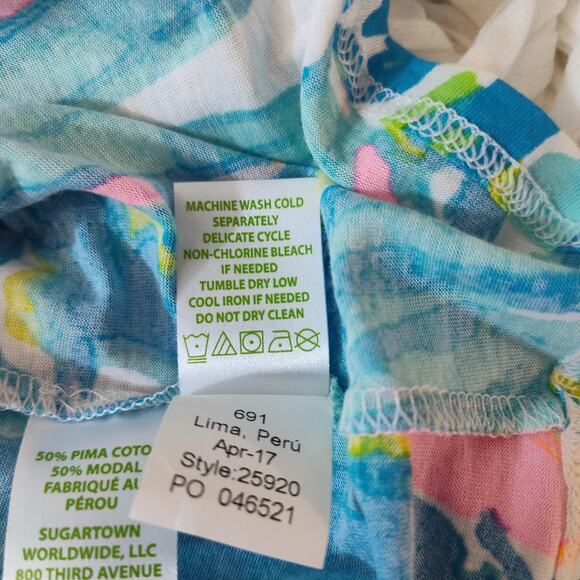 MACHINE WASH COLD
SEPARATELY
DELICATE CYCLE
NON-CHLORINE BLEACH
IF NEEDED
TUMBLE DRY LOW
COOL IRON IF NEEDED
DO NOT DRY CLEAN
691
Lima, Perú
Apr-17
Style:25920
PO 046521
50% PIMA COTO
50% MODAL
FABRIQUÉ AU
PÉROU
SUGARTOWN
WORLDWIDE, LLC
800 THIRD AVENUE